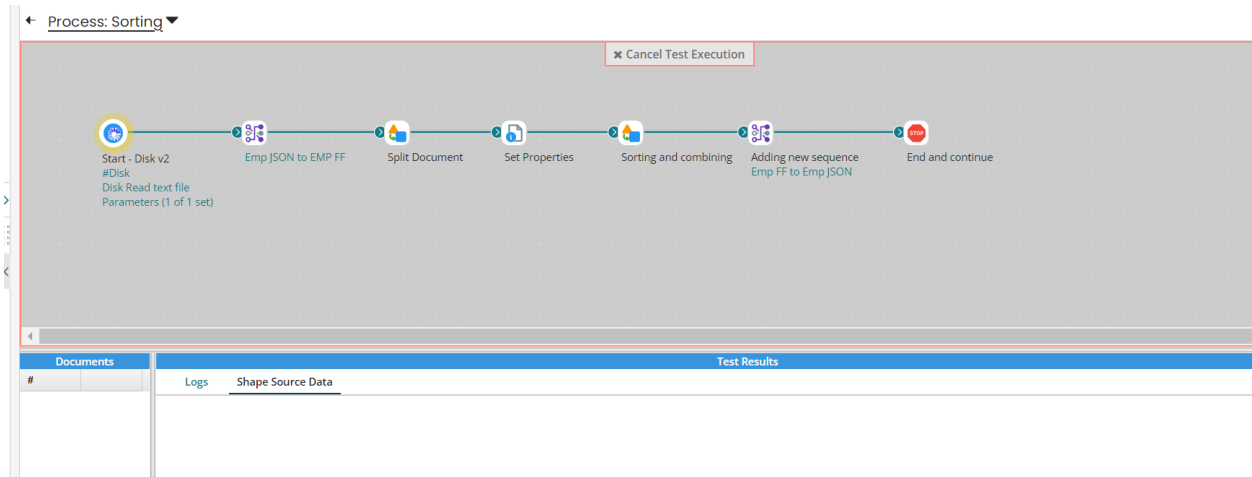 Process: Sorting
Cancel Test Execution
Start - Disk v2
#Disk
Disk Read text file
Parameters (1 of 1 set)
Emp JSON to EMP FF
Split Document
Set Properties
Sorting and combining
Adding new sequence
Emp FF to Emp JSON
STOP
End and continue
Documents
#
Test Results
Logs Shape Source Data